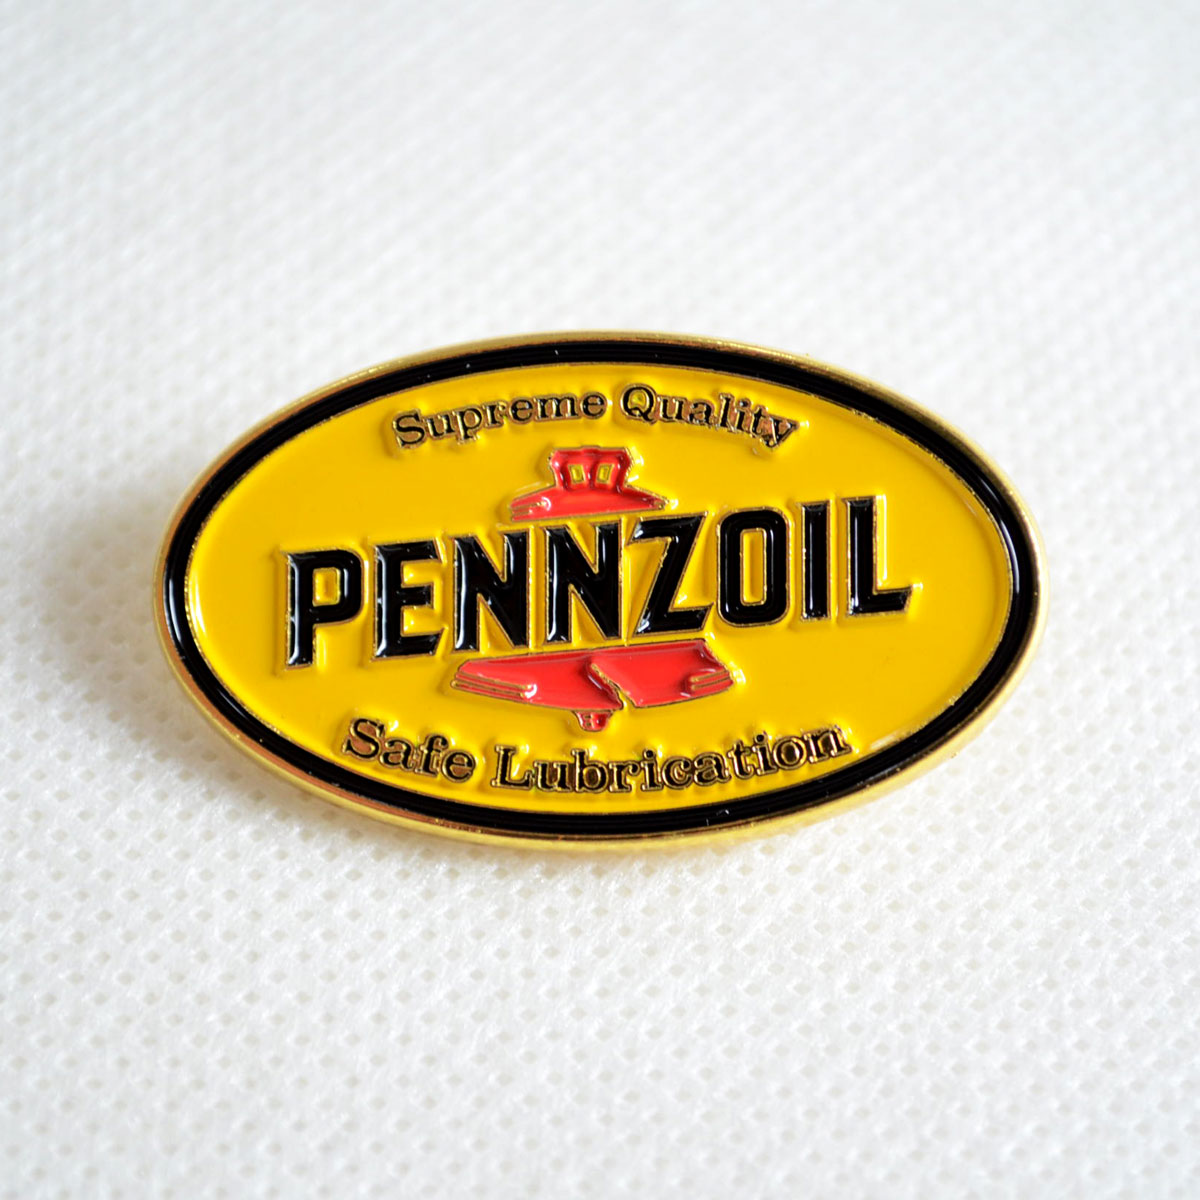 Supreme Quality
PENNZOIL
Safe Lubrication